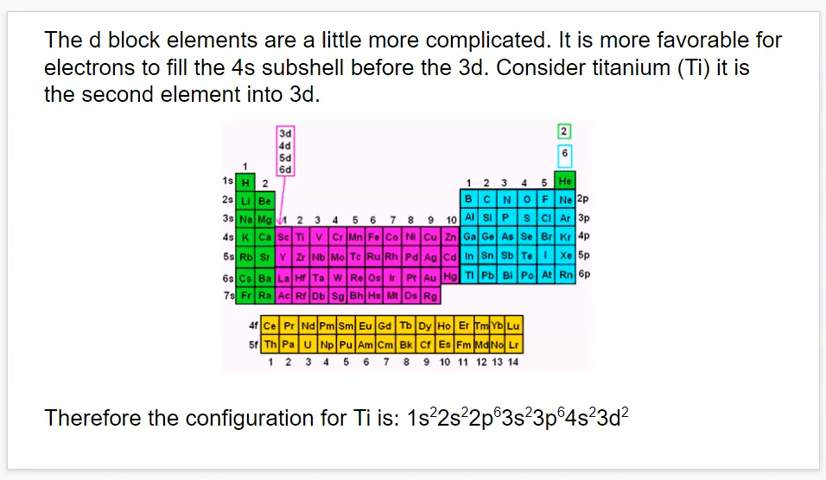 The d block elements are a little more complicated. It is more favorable for
electrons to fill the 4s subshell before the 3d. Consider titanium (Ti) it is
the second element into 3d.
3d
4d
5d
6d
2
6
1
1s H 2 1 2 3 4 5 He
2s Li Be B C N O F Ne 2p
3s Na Mg 1 2 3 4 5 6 7 8 9 10 Al Si P S Cl Ar 3p
4s K Ca Sc Ti V Cr Mn Fe Co Ni Cu Zn Ga Ge As Se Br Kr 4p
5s Rb Sr Y Zr Nb Mo Tc Ru Rh Pd Ag Cd In Sn Sb Te I Xe 5p
6s Cs Ba La Hf Ta W Re Os Ir Pt Au Hg Tl Pb Bi Po At Rn 6p
7s Fr Ra Ac Rf Db Sg Bh Hs Mt Ds Rg
4f Ce Pr Nd Pm Sm Eu Gd Tb Dy Ho Er Tm Yb Lu
5f Th Pa U Np Pu Am Cm Bk Cf Es Fm Md No Lr
1 2 3 4 5 6 7 8 9 10 11 12 13 14
Therefore the configuration for Ti is: 1s²2s²2p⁶3s²3p⁶4s²3d²